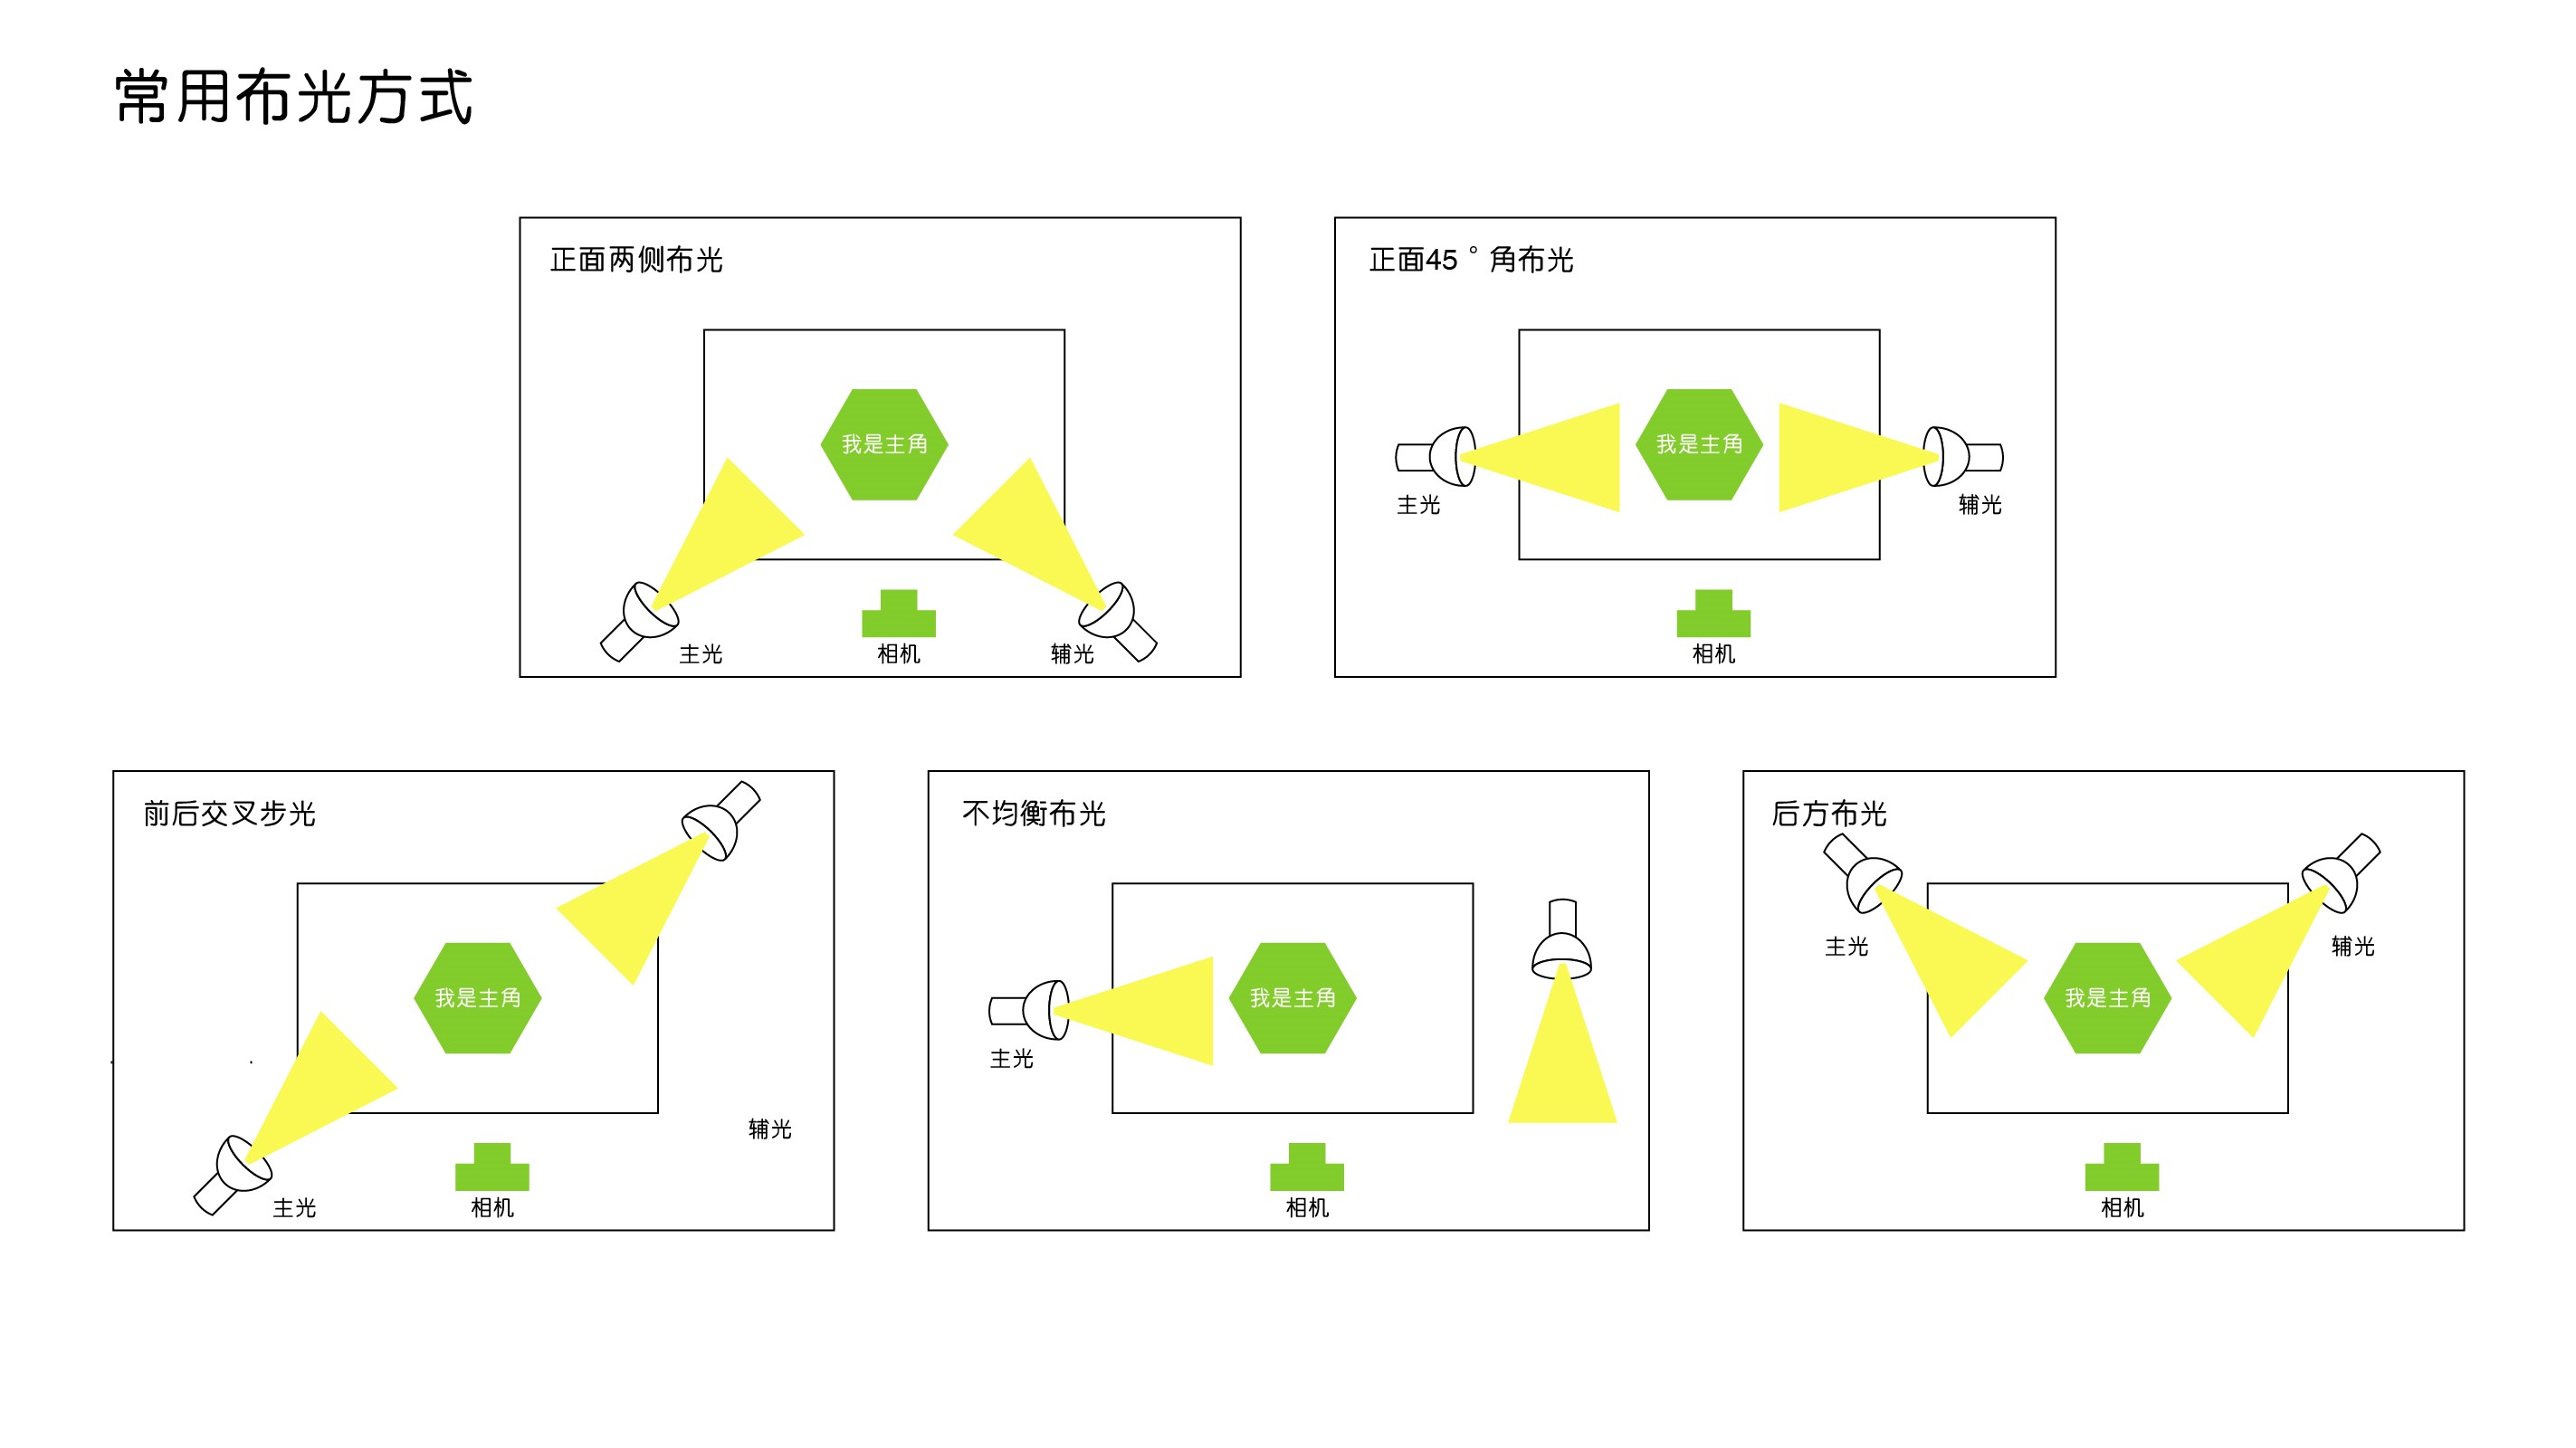 常用布光方式
正面两侧布光
我是主角
主光
相机
辅光
正面45°角布光
我是主角
主光
辅光
相机
前后交叉步光
我是主角
辅光
主光
相机
不均衡布光
我是主角
主光
相机
后方布光
主光
辅光
我是主角
相机